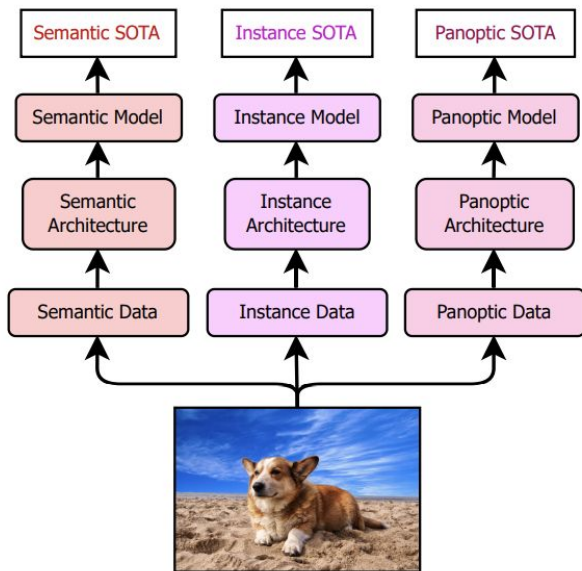 Semantic SOTA
Instance SOTA
Panoptic SOTA
Semantic Model
Instance Model
Panoptic Model
Semantic
Architecture
Instance
Architecture
Panoptic
Architecture
Semantic Data
Instance Data
Panoptic Data